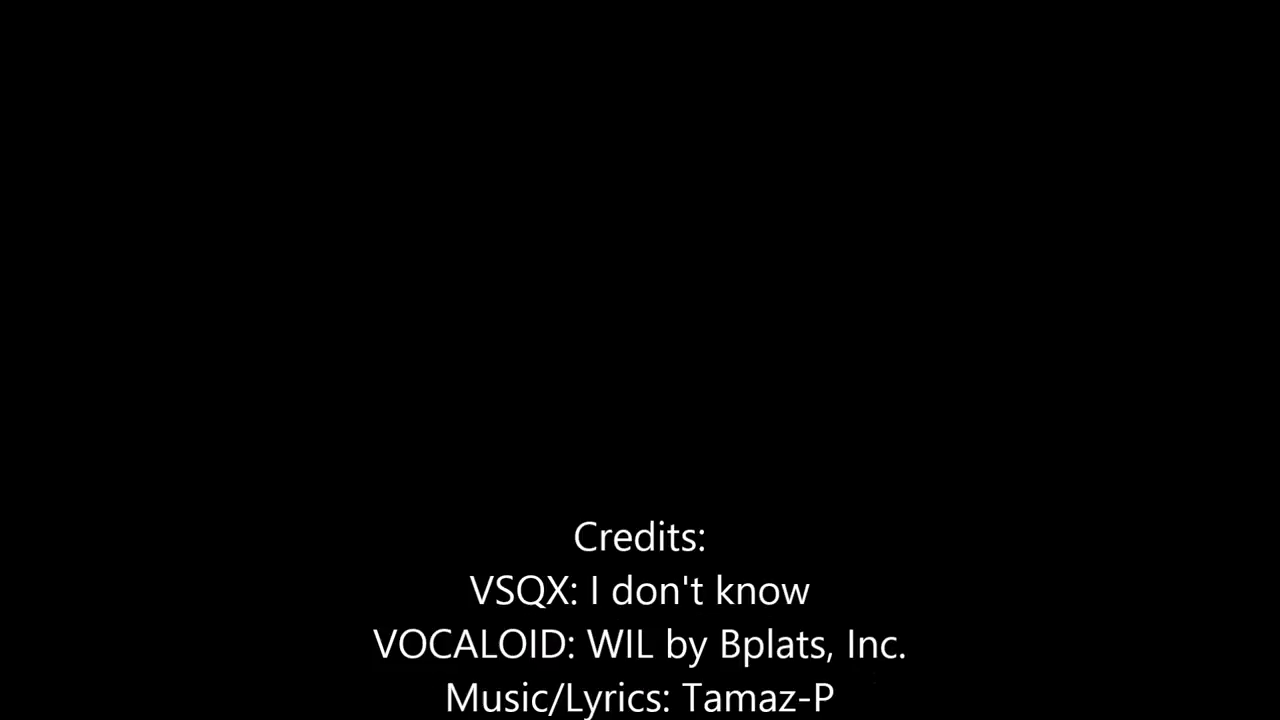 Credits:
VSQX: I don't know
VOCALOID: WIL by Bplats, Inc.
Music/Lyrics: Tamaz-P